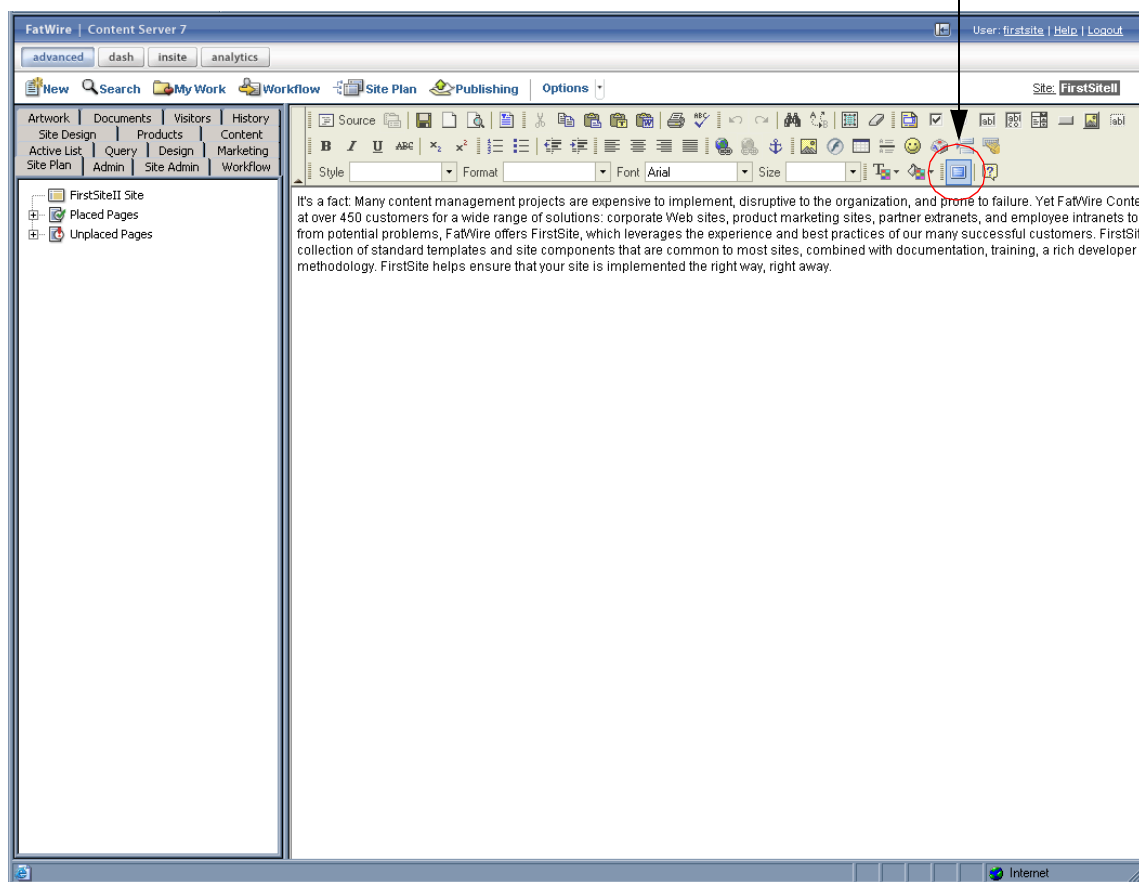 FatWire | Content Server 7
User: firstsite | Help | Logout
advanced dash insite analytics
New Search My Work Workflow Site Plan Publishing Options
Site: FirstSiteII
Artwork Documents Visitors History
Site Design Products Content
Active List Query Design Marketing
Site Plan Admin Site Admin Workflow
Source
B I U ABC
Style Format Font Arial Size
FirstSiteII Site
Placed Pages
Unplaced Pages
It's a fact: Many content management projects are expensive to implement, disruptive to the organization, and prone to failure. Yet FatWire Conte
at over 450 customers for a wide range of solutions: corporate Web sites, product marketing sites, partner extranets, and employee intranets to
from potential problems, FatWire offers FirstSite, which leverages the experience and best practices of our many successful customers. FirstSit
collection of standard templates and site components that are common to most sites, combined with documentation, training, a rich developer
methodology. FirstSite helps ensure that your site is implemented the right way, right away.
Internet